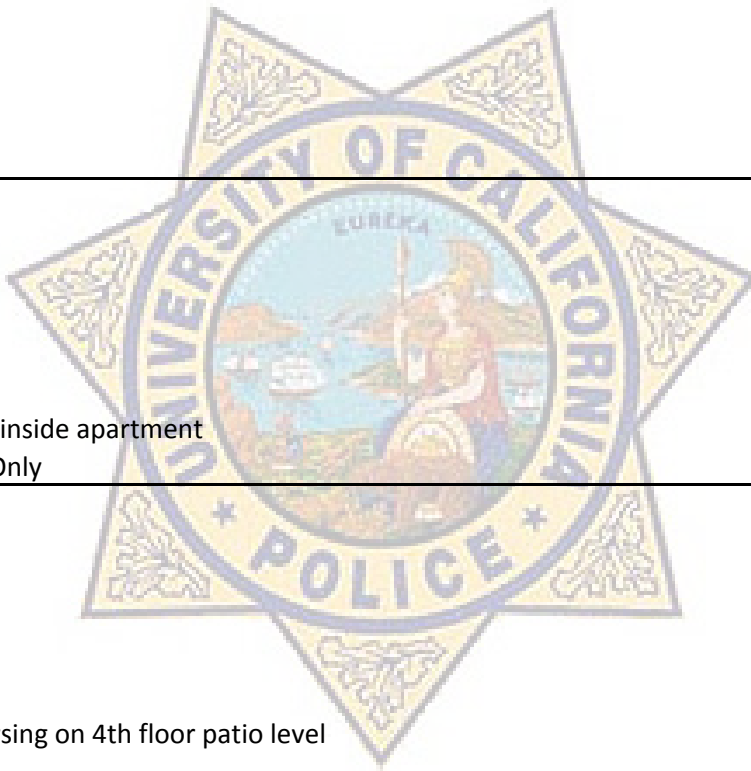 UNIVERSITY OF CALIFORNIA
EUREKA
inside apartment
Only
* POLICE *
sing on 4th floor patio level